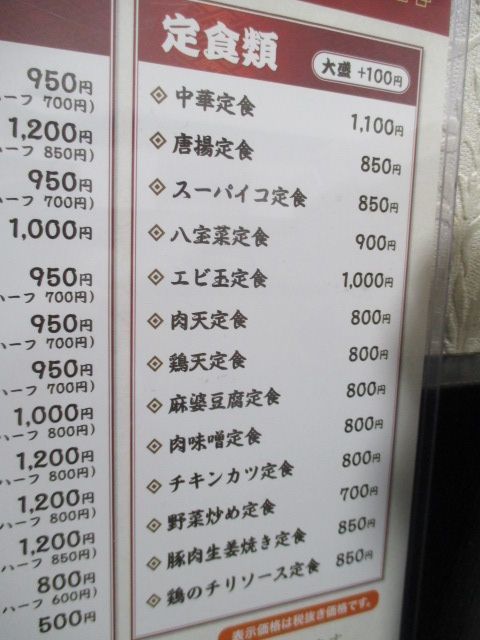 950円
ーフ 700円)
1,200円
ーフ 850円)
950円
ーフ 700円)
1,000円
950円
ーフ 700円)
950円
ーフ 700円)
950円
ーフ 700円)
1,000円
ーフ 800円)
1,200円
ーフ 800円)
1,200円
ハーフ 800円)
1,200円
ハーフ 850円)
800円
ハーフ 600円)
500円
定食類
大盛 +100円
中華定食 1,100円
唐揚定食 850円
スーパイコ定食 850円
八宝菜定食 900円
エビ玉定食 1,000円
肉天定食 800円
鶏天定食 800円
麻婆豆腐定食 800円
肉味噌定食 800円
チキンカツ定食 800円
野菜炒め定食 700円
豚肉生姜焼き定食 850円
鶏のチリソース定食 850円
表示価格は税抜き価格です。